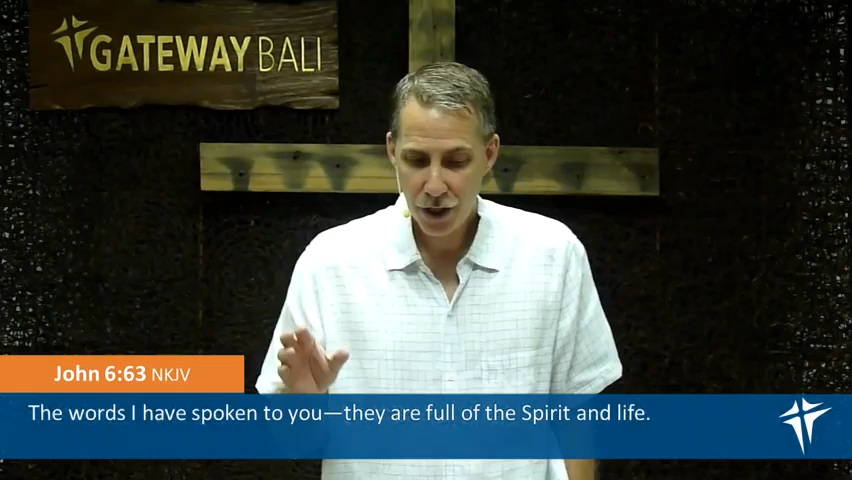 GATEWAY BALI
John 6:63 NKJV
The words I have spoken to you—they are full of the Spirit and life.